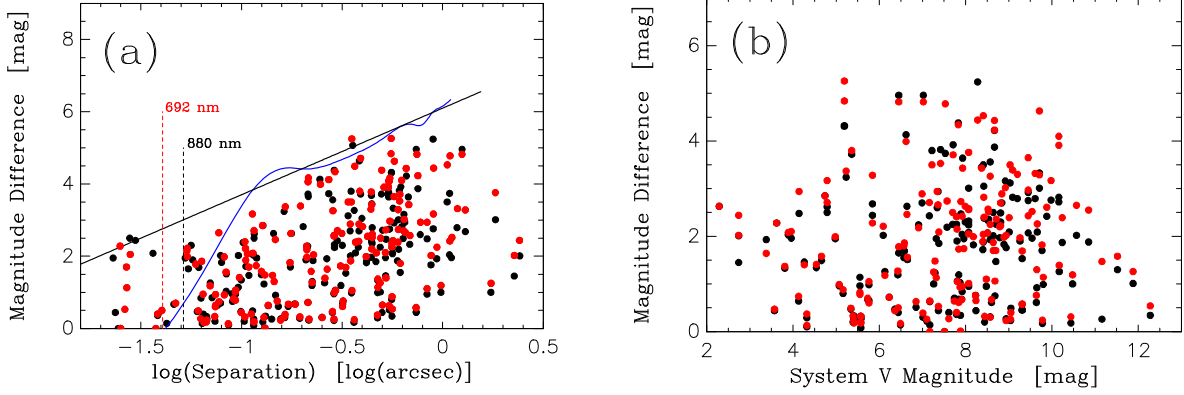 (a)
692 nm
880 nm
Magnitude Difference [mag]
8
6
4
2
0
−1.5
−1
−0.5
0
0.5
log(Separation) [log(arcsec)]
(b)
Magnitude Difference [mag]
6
4
2
0
2
4
6
8
10
12
System V Magnitude [mag]